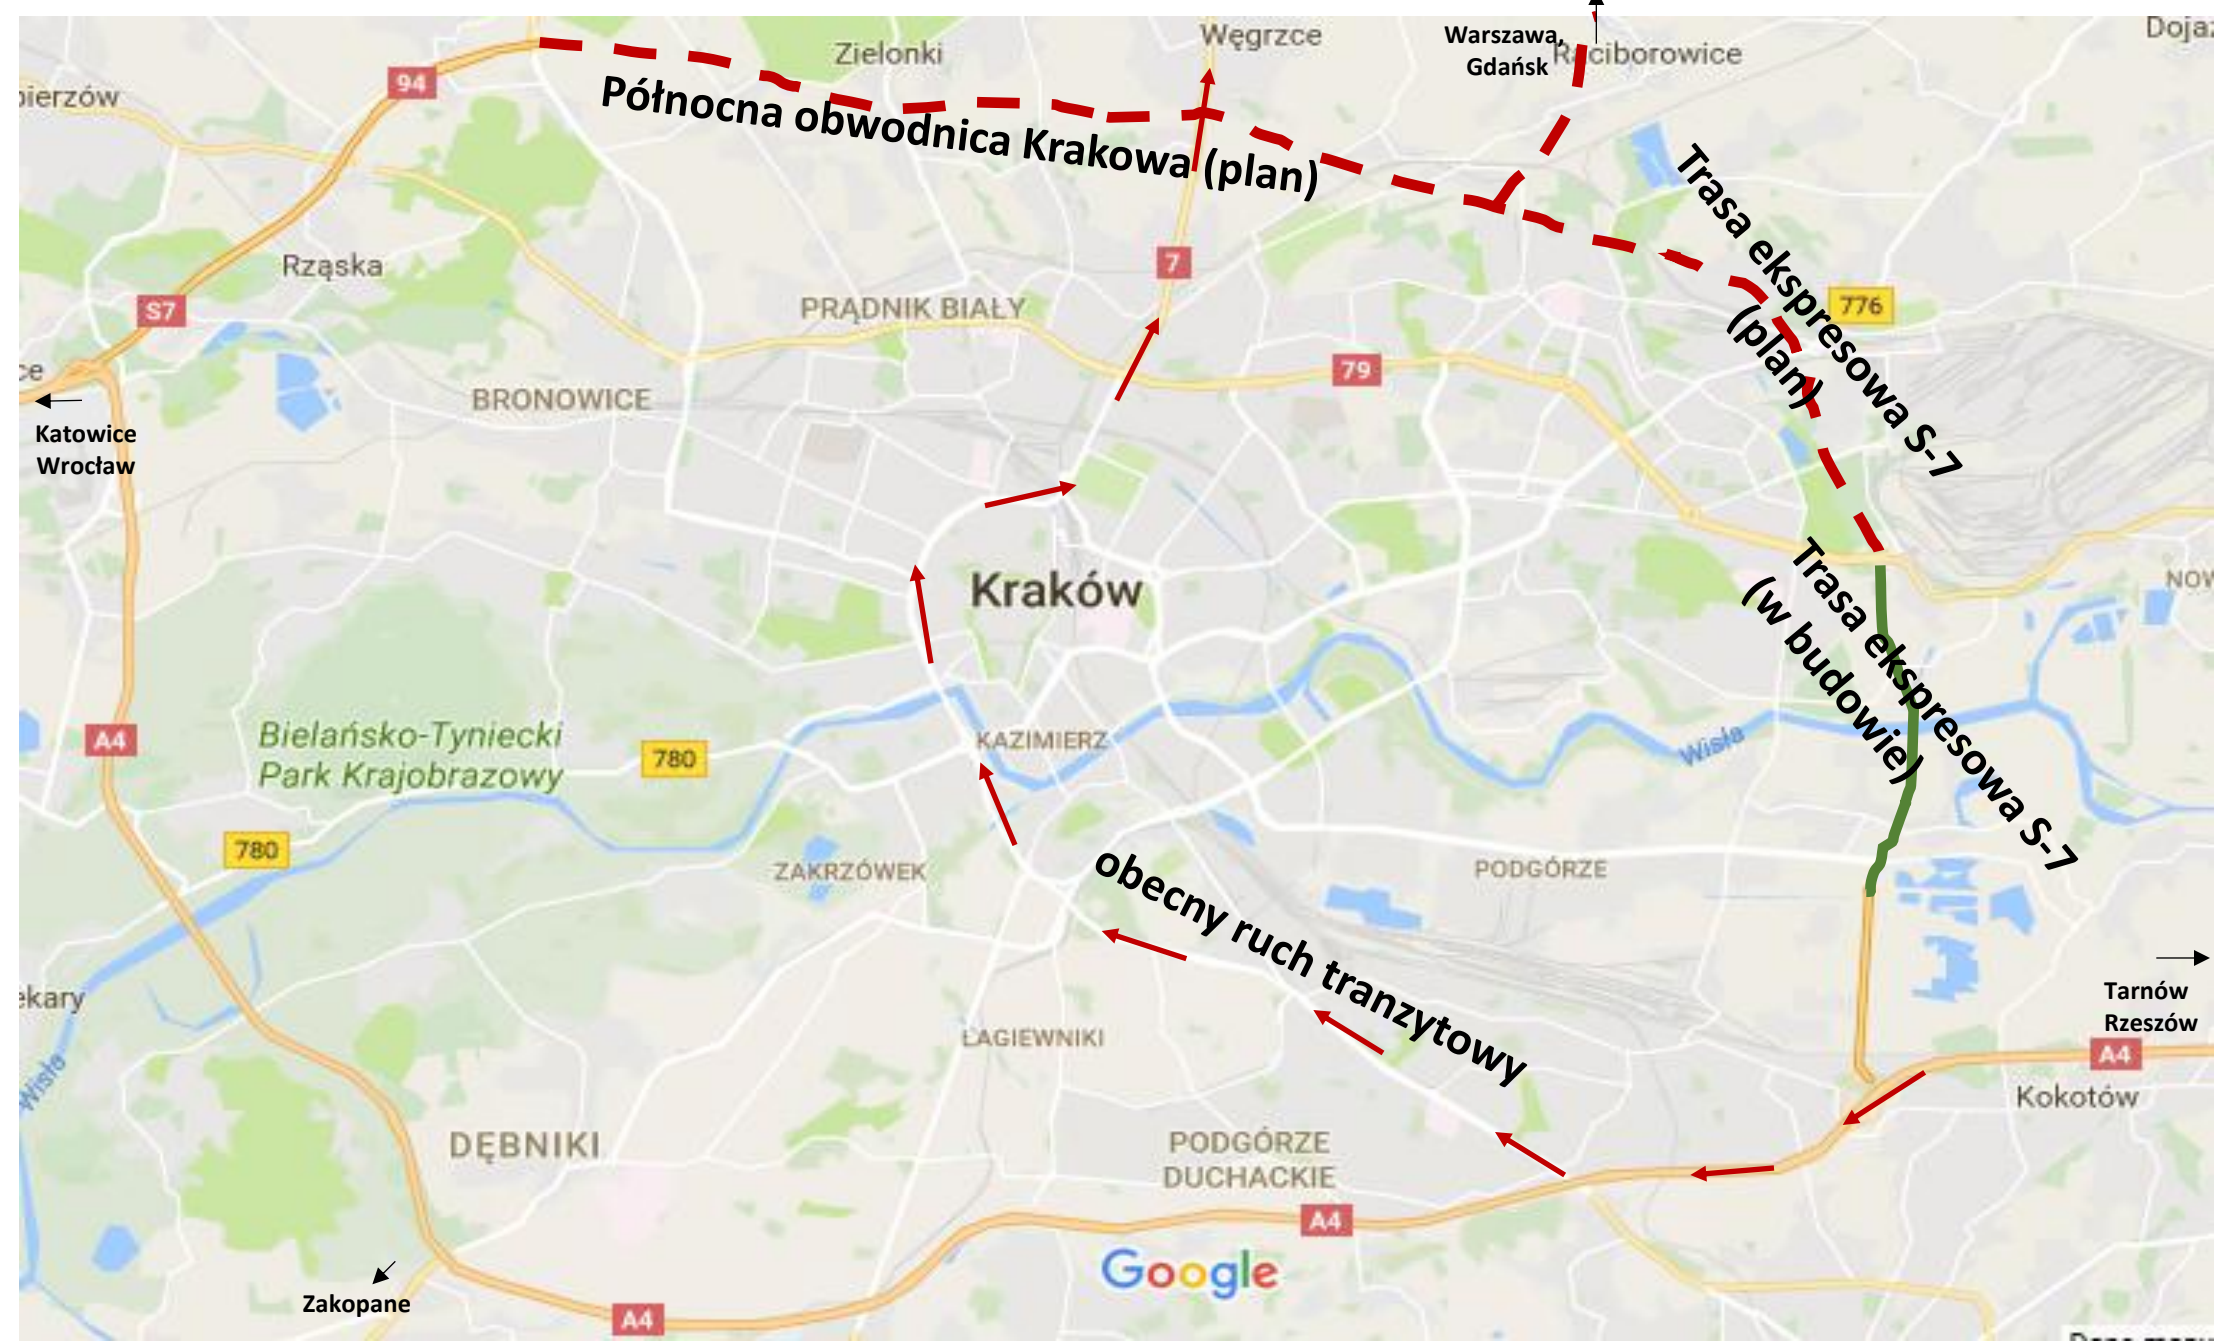 Węgrzce
Warszawa,
Gdańsk
Raciborowice
Zielonki
94
Północna obwodnica Krakowa (plan)
Rząska
S7
7
PRĄDNIK BIAŁY
Trasa ekspresowa S-7
(plan)
776
79
BRONOWICE
Katowice
Wrocław
Kraków
Trasa ekspresowa S-7
(w budowie)
A4
Bielańsko-Tyniecki
Park Krajobrazowy
780
KAZIMIERZ
Wisła
780
ZAKRZÓWEK
PODGÓRZE
obecny ruch tranzytowy
Tarnów
Rzeszów
A4
Kokotów
ŁAGIEWNIKI
Wisła
DĘBNIKI
PODGÓRZE
DUCHACKIE
A4
Google
Zakopane
A4